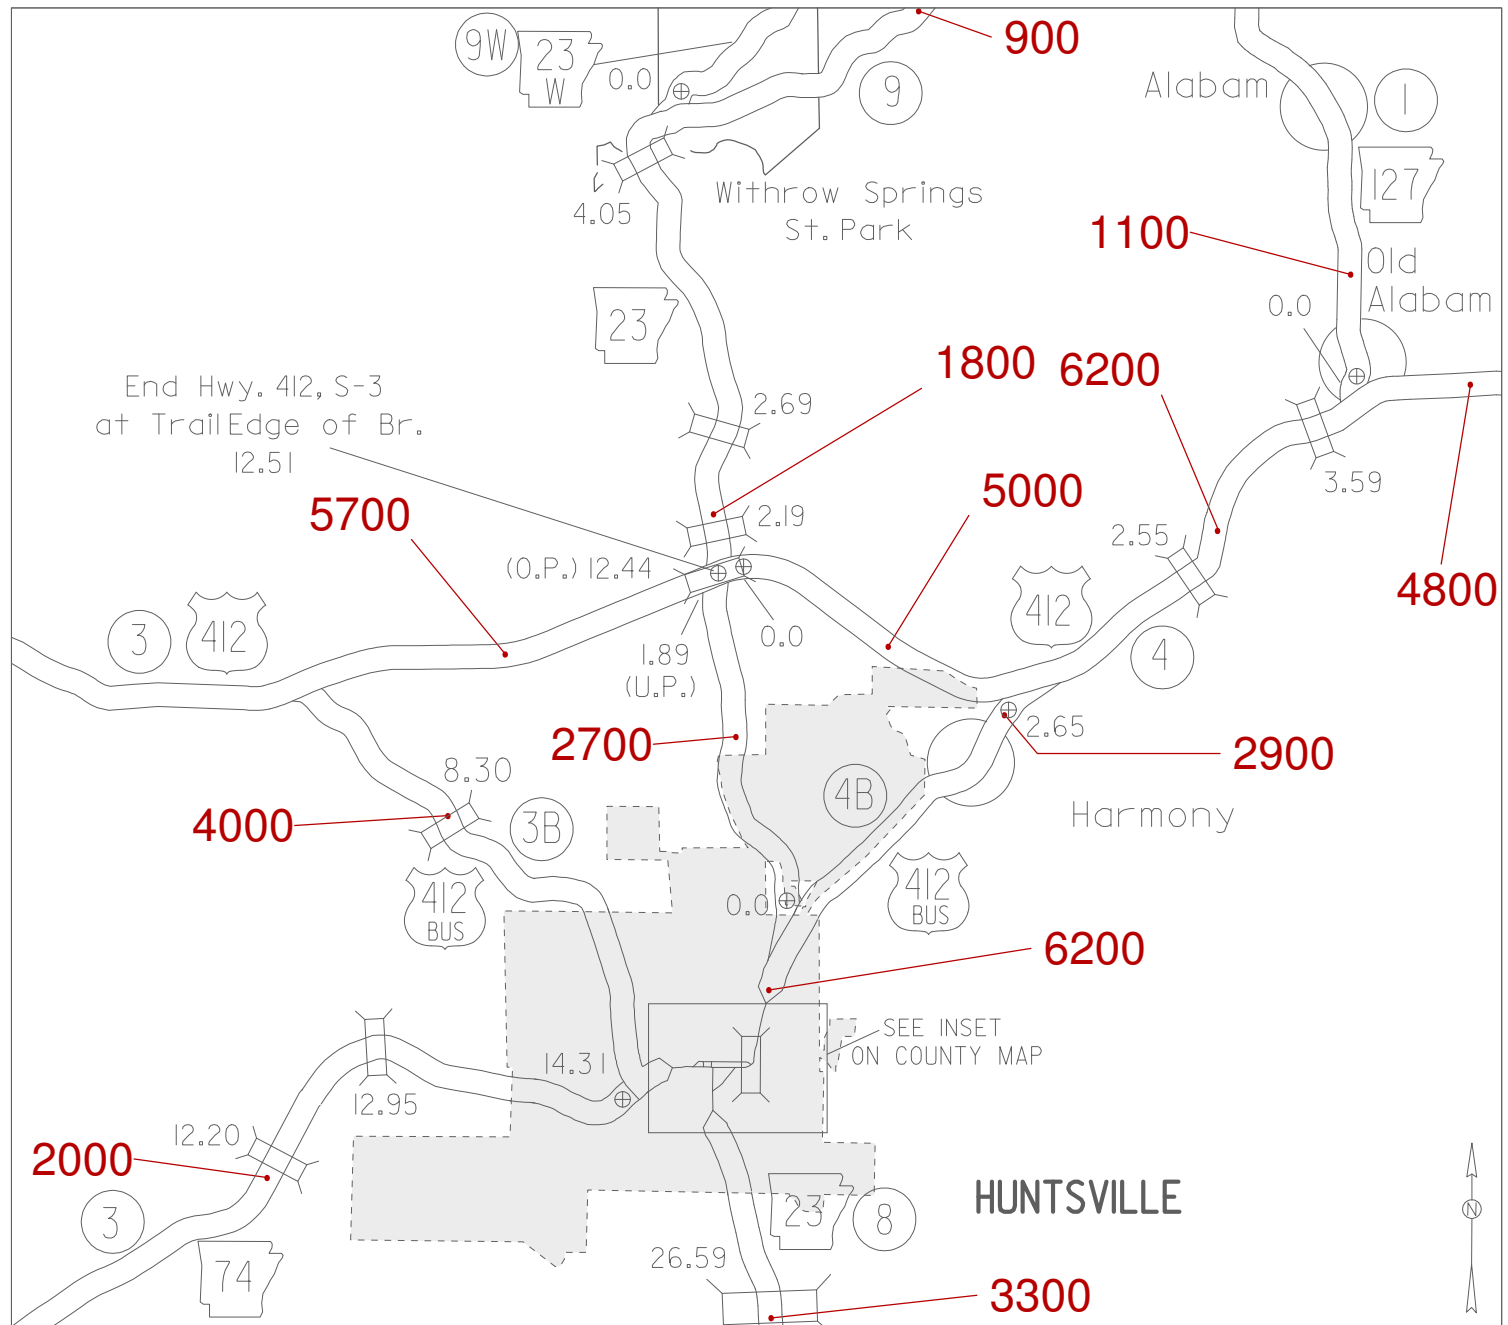 900
9W
23
W
0.0
9
Alabam
1
127
4.05
Withrow Springs
St. Park
1100
Old
Alabam
0.0
23
1800
6200
End Hwy. 412, S-3
at Trail Edge of Br.
12.51
2.69
4800
3.59
5700
5000
2.19
2.55
(O.P.) 12.44
412
3
412
0.0
1.89
(U.P.)
4
2700
2.65
2900
8.30
4B
4000
3B
Harmony
412
BUS
412
BUS
0.0
6200
SEE INSET
ON COUNTY MAP
14.31
12.95
12.20
2000
3
HUNTSVILLE
23
8
N
74
26.59
3300